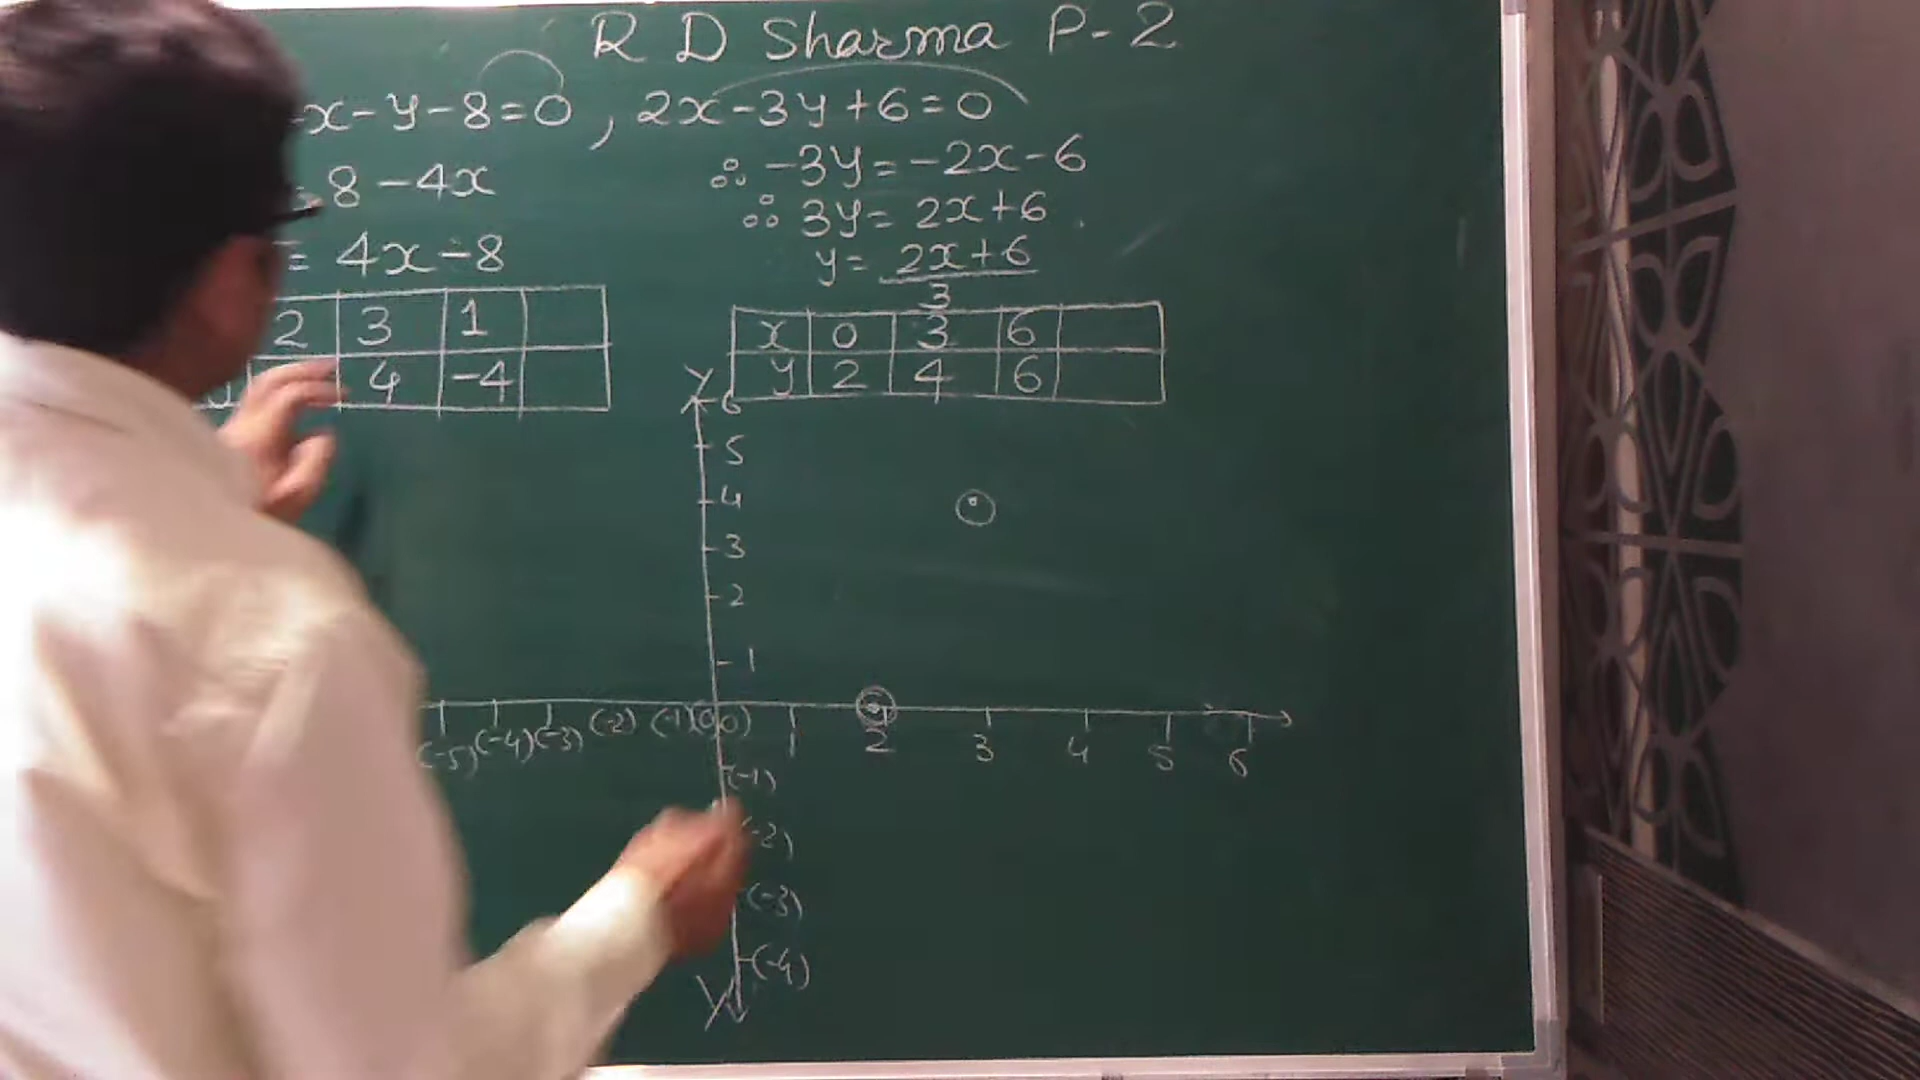 R D Sharma P-2
x-y-8=0, 2x-3y+6=0
∴ -3y=-2x-6
8-4x
∴ 3y= 2x+6
= 4x-8
y= 2x+6
3
2 3 1
4 -4
x 0 3 6
y 2 4 6
Y
6
5
4
3
2
1
(-5) (-4) (-3) (-2) (-1) (0,0) 1 2 3 4 5 6
(-1)
(-2)
(-3)
(-4)
Y